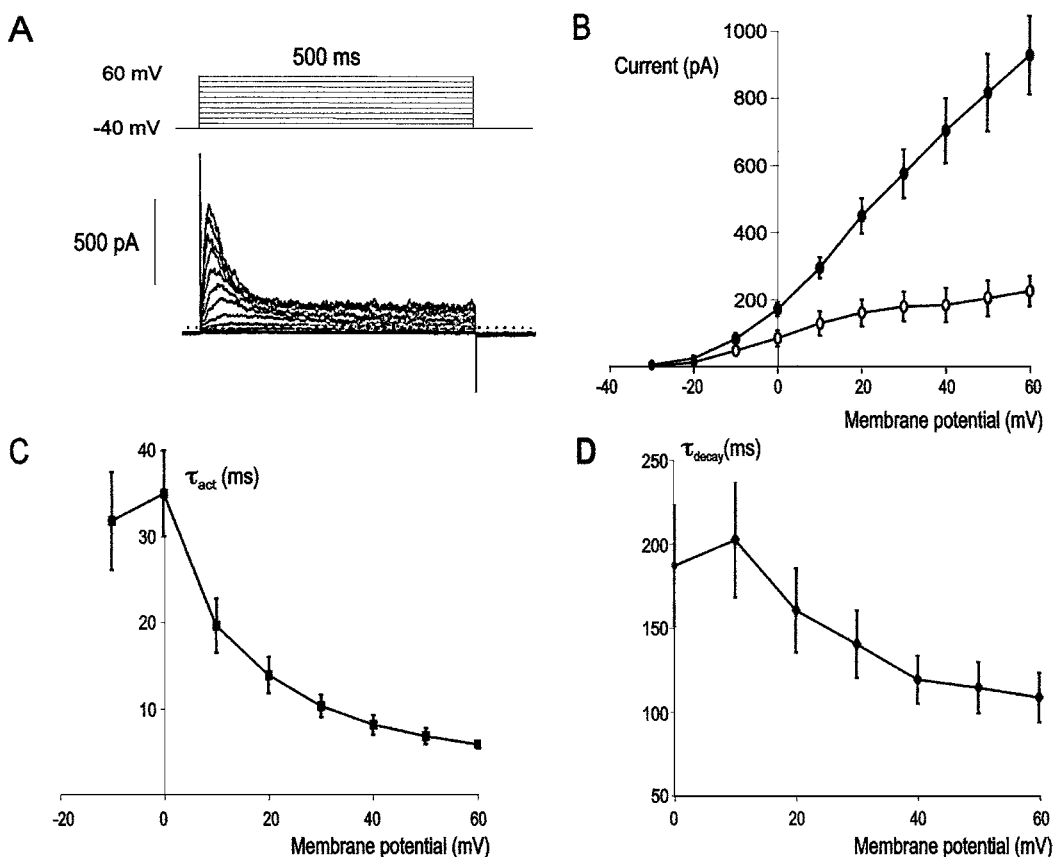 A
500 ms
60 mV
-40 mV
500 pA
B
Current (pA)
1000
800
600
400
200
-40 -20 0 20 40 60
Membrane potential (mV)
C
τact (ms)
40
30
20
10
-20 0 20 40 60
Membrane potential (mV)
D
τdecay(ms)
250
200
150
100
50
0 20 40 60
Membrane potential (mV)